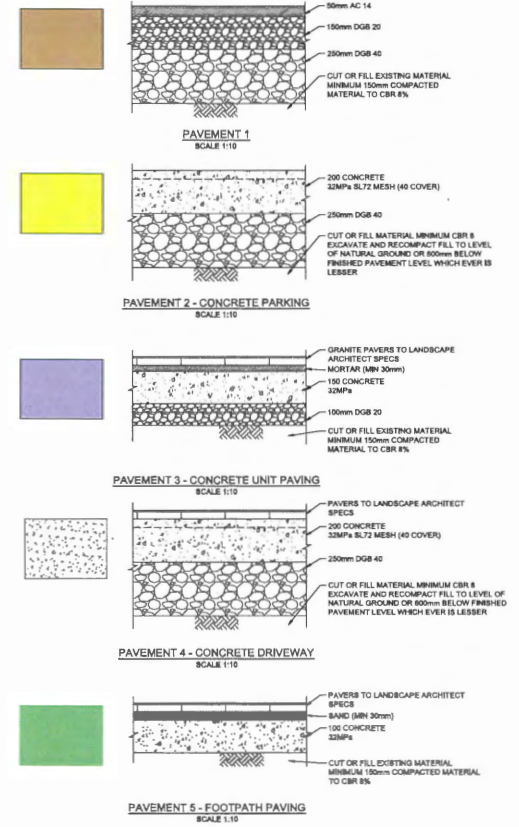 50mm AC 14
150mm DGB 20
250mm DGB 40
CUT OR FILL EXISTING MATERIAL
MINIMUM 150mm COMPACTED
MATERIAL TO CBR 8%
PAVEMENT 1
SCALE 1:10
200 CONCRETE
32MPa SL72 MESH (40 COVER)
250mm DGB 40
CUT OR FILL MATERIAL MINIMUM CBR 8
EXCAVATE AND RECOMPACT FILL TO LEVEL
OF NATURAL GROUND OR 600mm BELOW
FINISHED PAVEMENT LEVEL WHICH EVER IS
LESSER
PAVEMENT 2 - CONCRETE PARKING
SCALE 1:10
GRANITE PAVERS TO LANDSCAPE
ARCHITECT SPECS
MORTAR (MIN 30mm)
150 CONCRETE
32MPa
100mm DGB 20
CUT OR FILL EXISTING MATERIAL
MINIMUM 150mm COMPACTED
MATERIAL TO CBR 8%
PAVEMENT 3 - CONCRETE UNIT PAVING
SCALE 1:10
PAVERS TO LANDSCAPE ARCHITECT
SPECS
200 CONCRETE
32MPa SL72 MESH (40 COVER)
250mm DGB 40
CUT OR FILL MATERIAL MINIMUM CBR 8
EXCAVATE AND RECOMPACT FILL TO LEVEL OF
NATURAL GROUND OR 600mm BELOW FINISHED
PAVEMENT LEVEL WHICH EVER IS LESSER
PAVEMENT 4 - CONCRETE DRIVEWAY
SCALE 1:10
PAVERS TO LANDSCAPE ARCHITECT
SPECS
SAND (MIN 30mm)
100 CONCRETE
32MPa
CUT OR FILL EXISTING MATERIAL
MINIMUM 150mm COMPACTED MATERIAL
TO CBR 8%
PAVEMENT 5 - FOOTPATH PAVING
SCALE 1:10